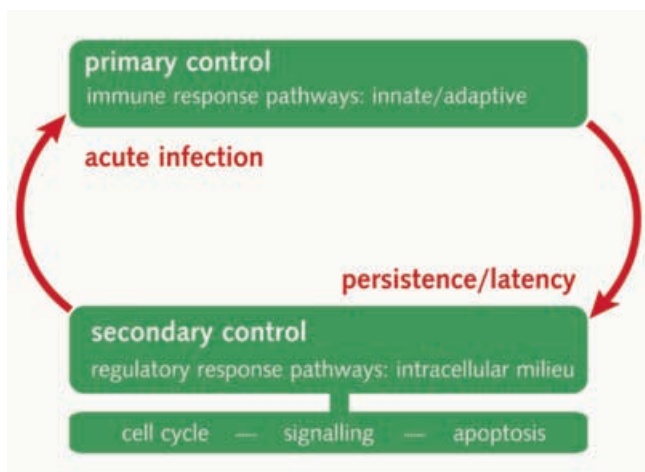 primary control
immune response pathways: innate/adaptive
acute infection
persistence/latency
secondary control
regulatory response pathways: intracellular milieu
cell cycle — signalling — apoptosis